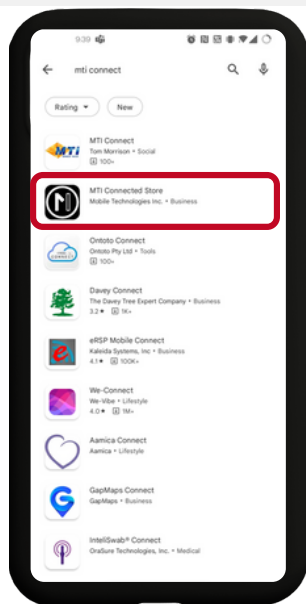 9:39
mti connect
Rating
New
MTI
MTI Connect
Tom Morrison • Social
100+
MTI Connected Store
Mobile Technologies Inc. • Business
CONNECT
Ontoto Connect
Ontoto Pty Ltd • Tools
100+
Davey Connect
The Davey Tree Expert Company • Business
3.2★ 1K+
e
eRSP Mobile Connect
Kaleida Systems, Inc • Business
4.1★ 100K+
We-Connect
We-Vibe • Lifestyle
4.0★ 1M+
Aamica Connect
Aamica • Lifestyle
GapMaps Connect
GapMaps • Business
InteliSwab® Connect
OraSure Technologies, Inc. • Medical